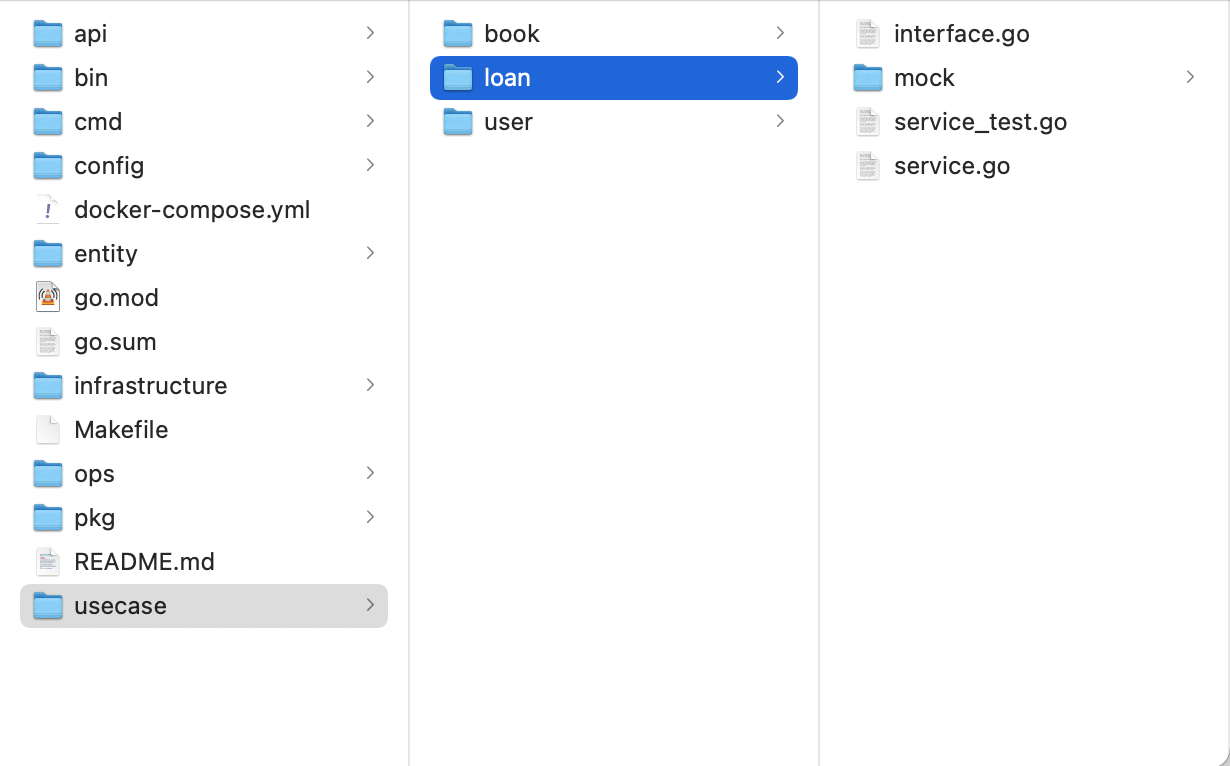 api
bin
cmd
config
docker-compose.yml
entity
go.mod
go.sum
infrastructure
Makefile
ops
pkg
README.md
usecase
book
loan
user
interface.go
mock
service_test.go
service.go